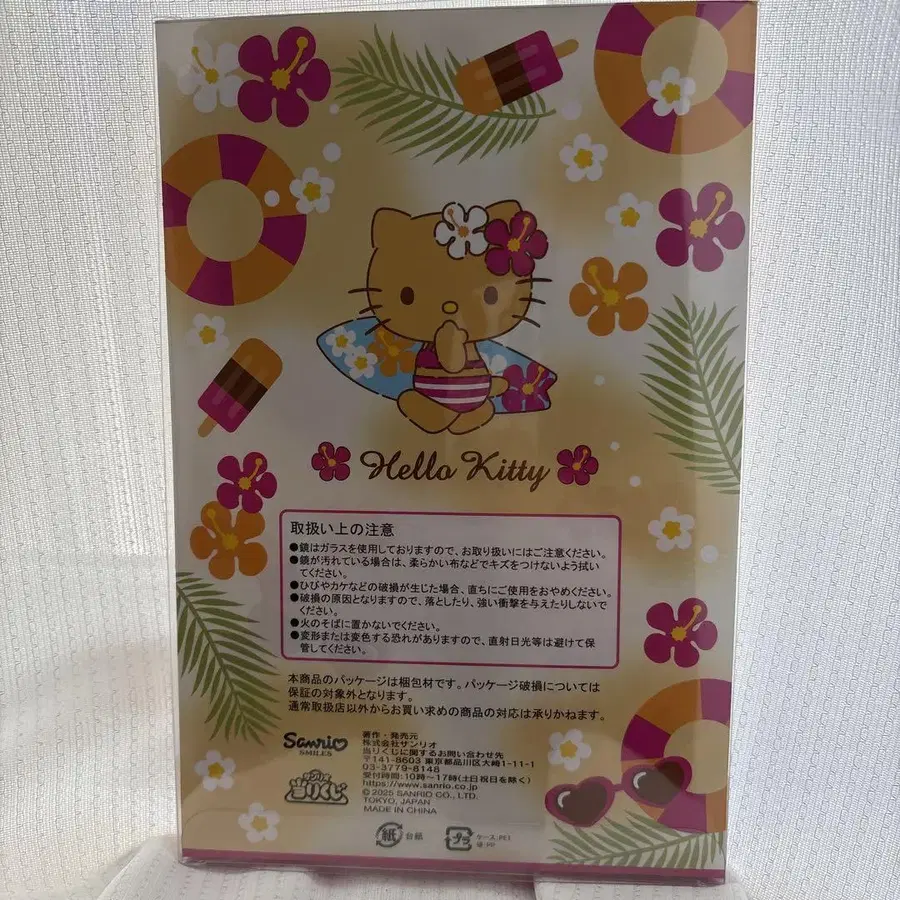 Hello Kitty
取扱い上の注意
●鏡はガラスを使用しておりますので、お取り扱いにはご注意ください。
●鏡が汚れている場合は、柔らかい布などでキズをつけないよう拭い
てください。
●ひびやカケなどの破損が生じた場合、直ちにご使用をおやめください。
●破損の原因となりますので、落としたり、強い衝撃を与えたりしないで
ください。
●火のそばに置かないでください。
●変形または変色する恐れがありますので、直射日光等は避けて保
管してください。
本商品のパッケージは梱包材です。パッケージ破損については
保証の対象外となります。
通常取扱店以外からお買い求めの商品の対応は承りかねます。
Sanrio
SMILES
サンリオ
当りくじ
著作・発売元
株式会社サンリオ
当りくじに関するお問い合わせ先
〒141-8603 東京都品川区大崎1-11-1
03-3779-8148
受付時間:10時~17時(土日祝日を除く)
https://www.sanrio.co.jp
© 2025 SANRIO CO., LTD.
TOKYO, JAPAN
MADE IN CHINA
紙 台紙
プラ ケース:PET